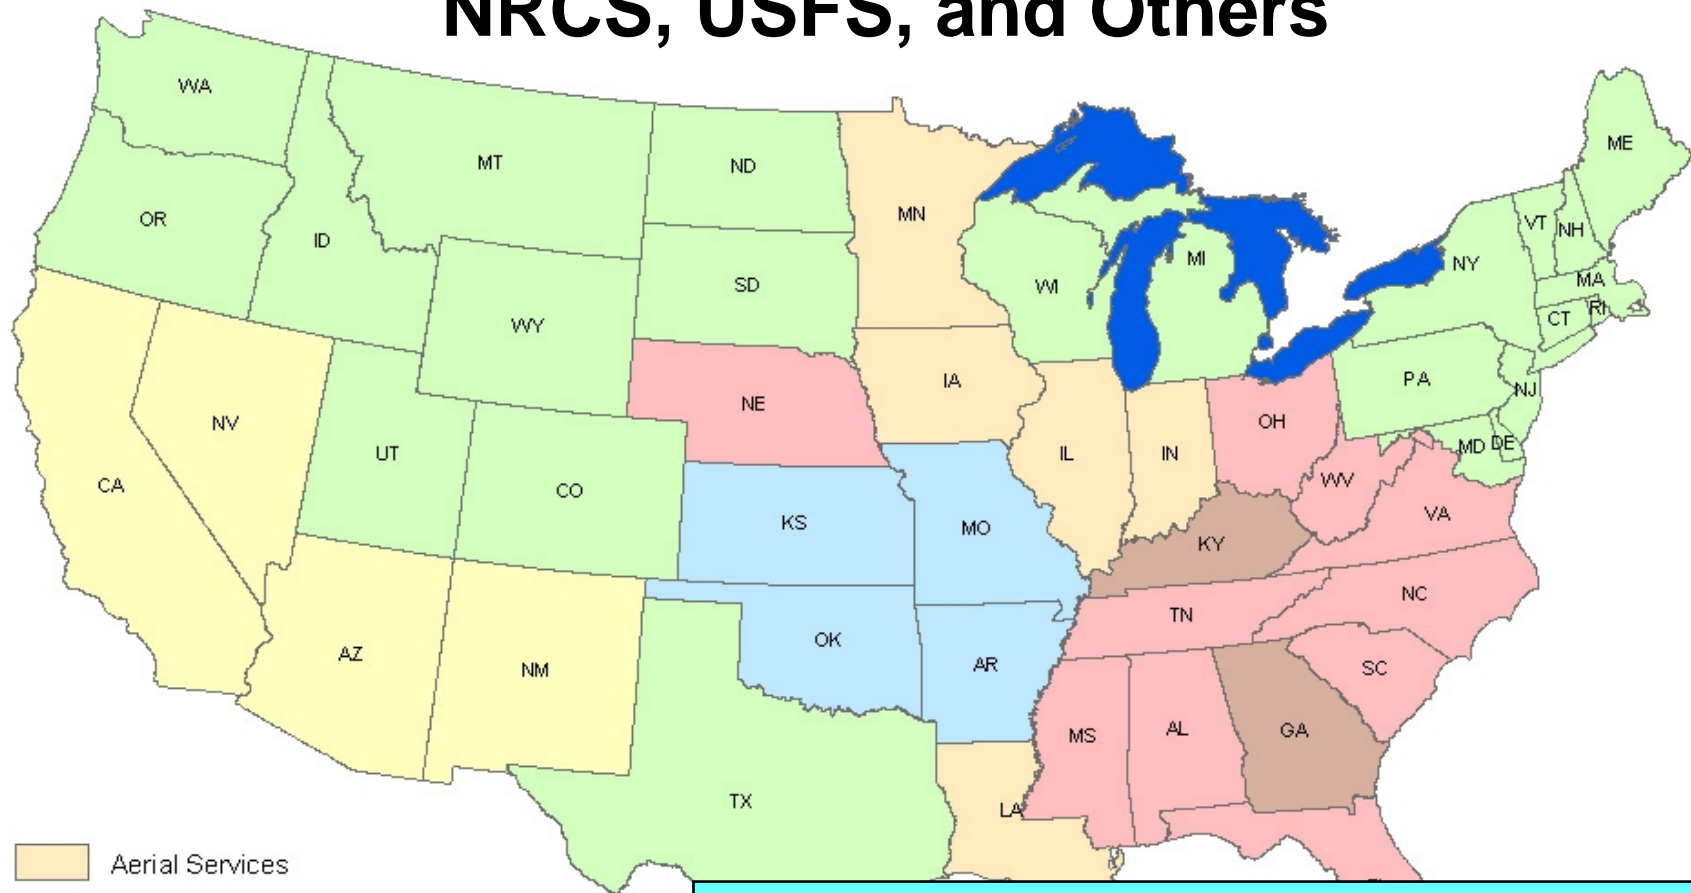 NRCS, USFS, and Others
WA
MT
ND
MN
ME
OR
ID
SD
WI
MI
NY
VT
NH
MA
CT
RI
WY
NE
IA
PA
NJ
NV
UT
CO
IL
IN
OH
MD
DE
CA
KS
MO
WV
VA
KY
AZ
NM
OK
AR
TN
NC
SC
MS
AL
GA
TX
LA
Aerial Services